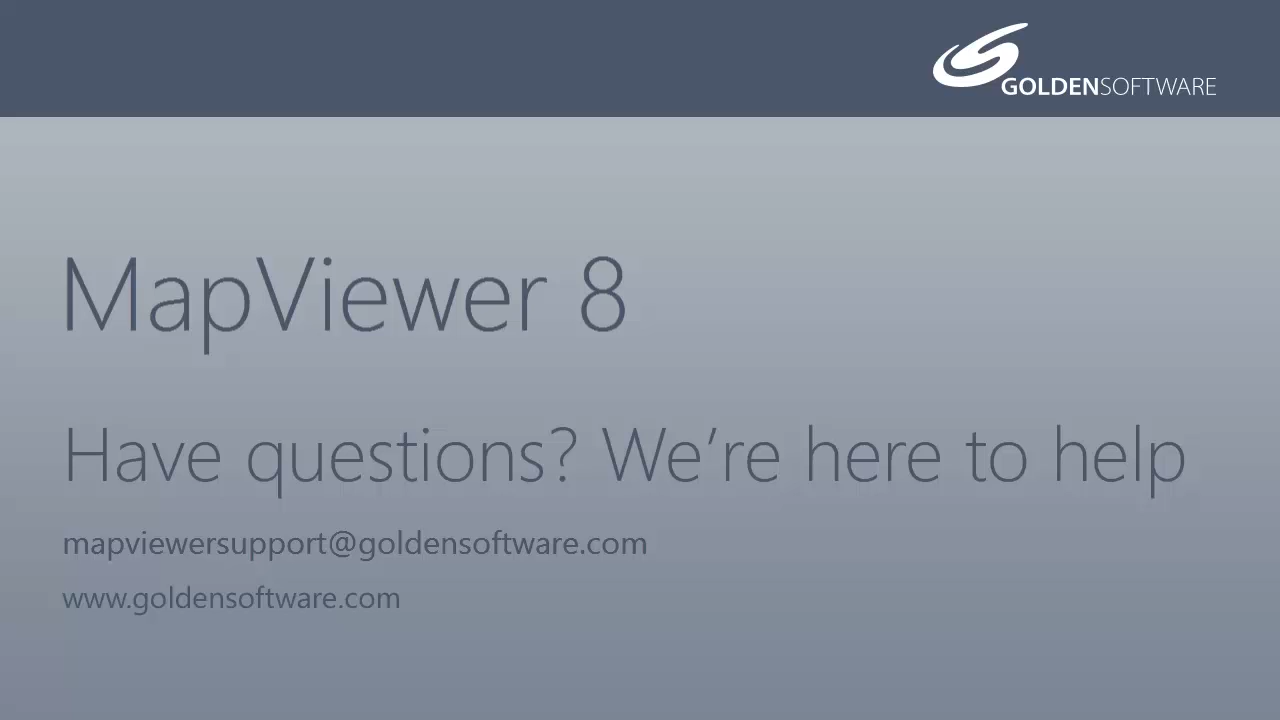 GOLDENSOFTWARE
MapViewer 8
Have questions? We’re here to help
mapviewersupport@goldensoftware.com
www.goldensoftware.com